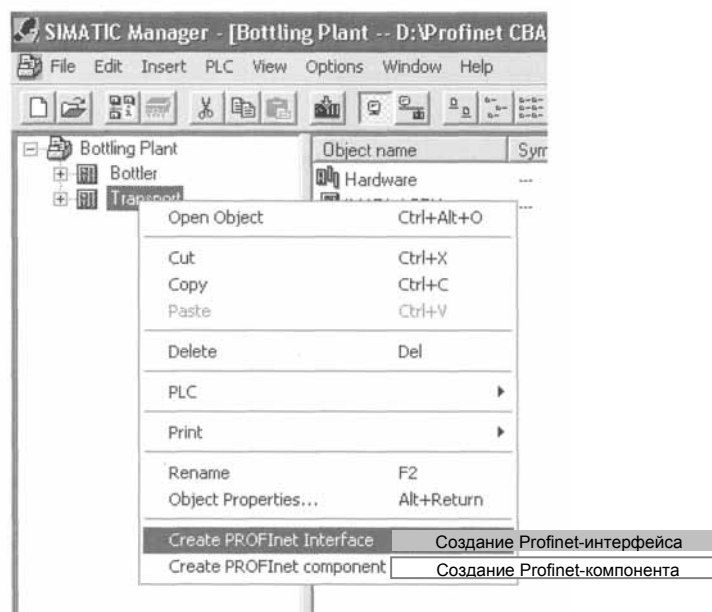 SIMATIC Manager - [Bottling Plant -- D:\Profinet CBA
File Edit Insert PLC View Options Window Help
Bottling Plant
Bottler
Transport
Object name Sym
Hardware ---
---
Open Object Ctrl+Alt+O
Cut Ctrl+X
Copy Ctrl+C
Paste Ctrl+V
Delete Del
PLC
Print
Rename F2
Object Properties... Alt+Return
Create PROFInet Interface Создание Profinet-интерфейса
Create PROFInet component Создание Profinet-компонента